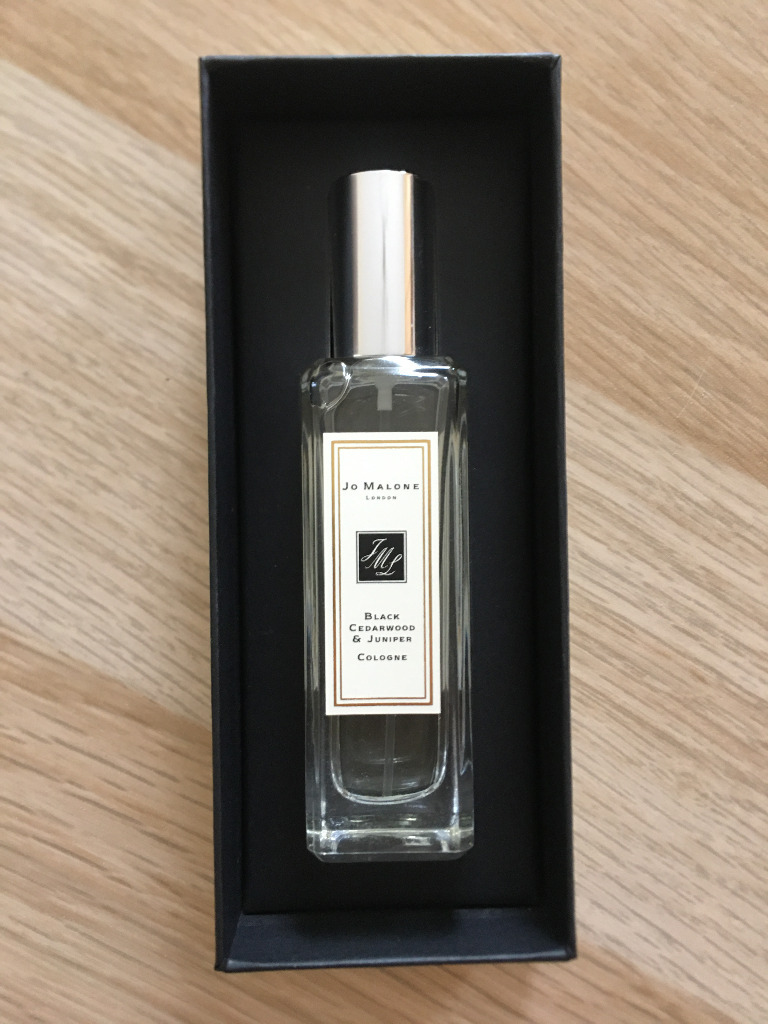 Jo Malone
London
JML
Black
Cedarwood
& Juniper
Cologne